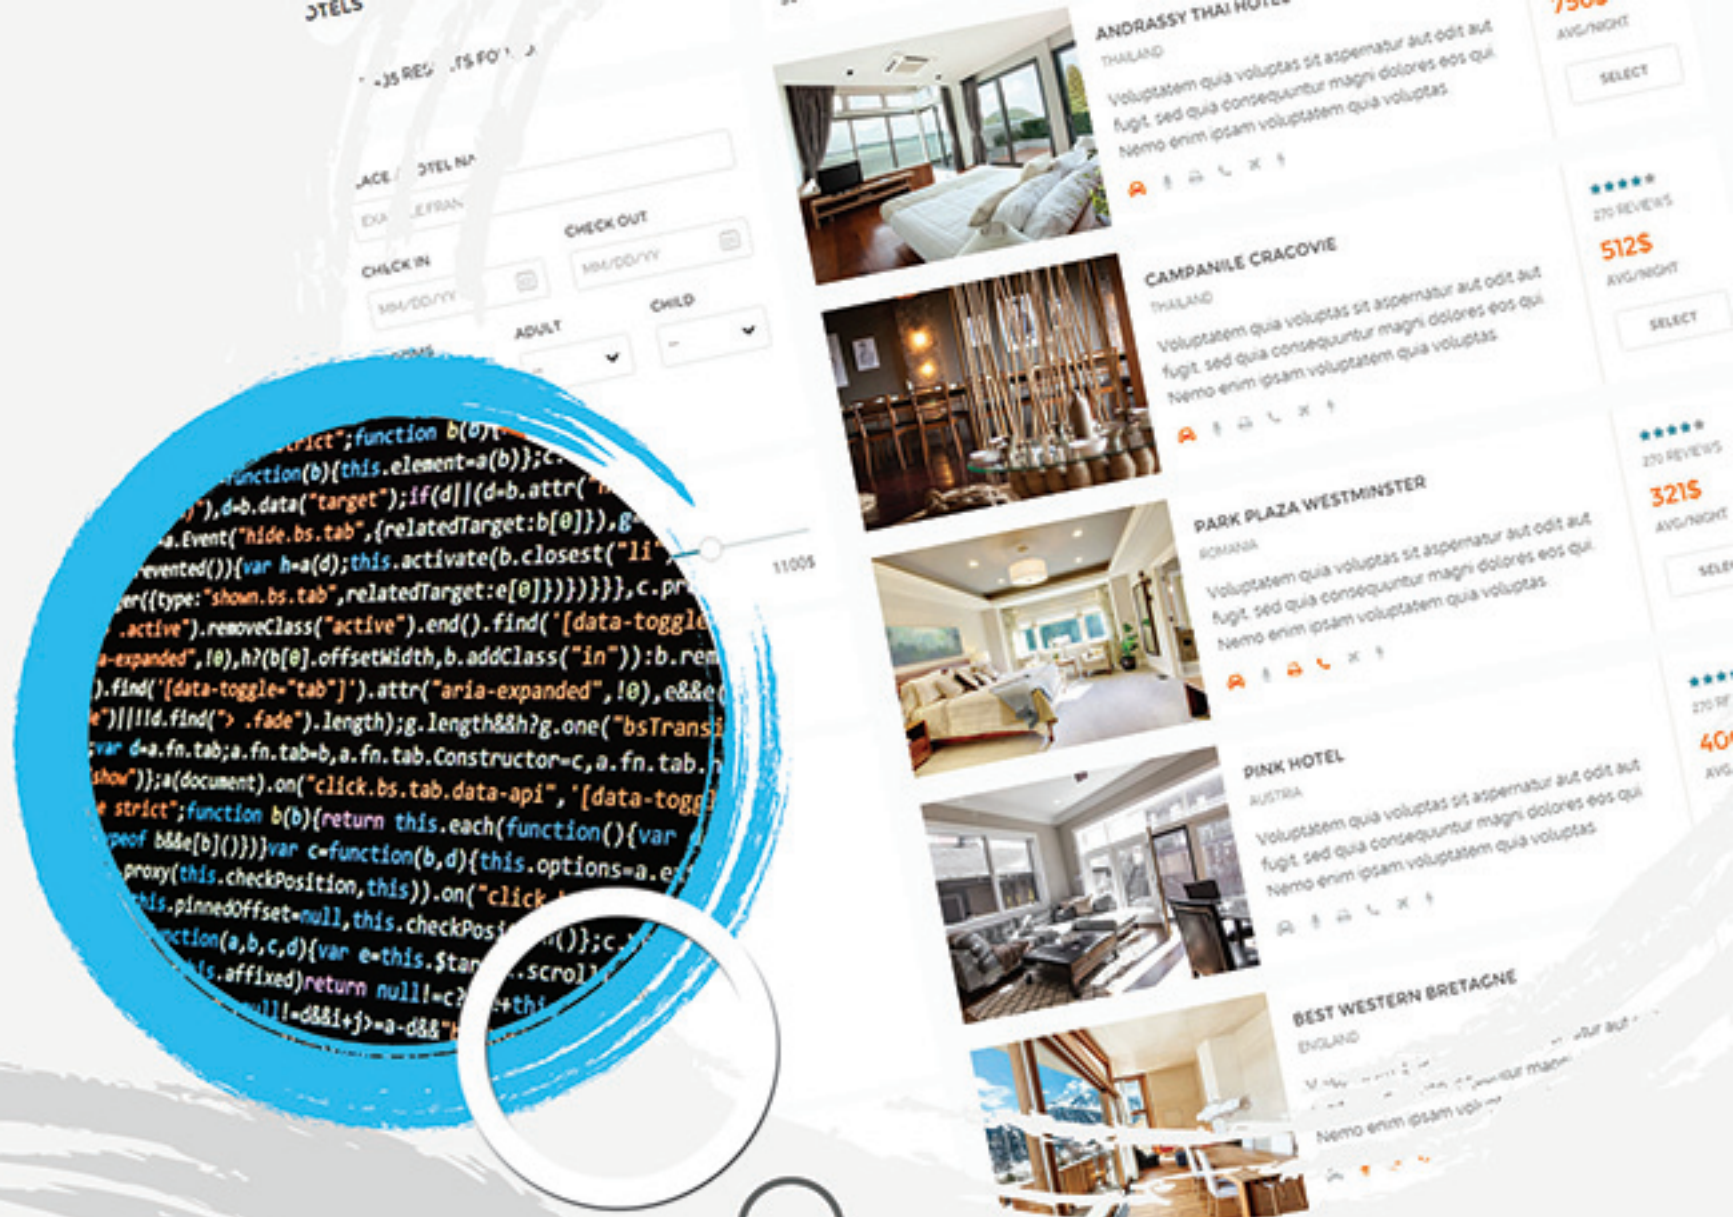 RESULTS
CHECK IN
CHECK OUT
MM/DD/YY
MM/DD/YY
ADULT
CHILD
--
1100$
ANDRASSY THAI HOTEL
THAILAND
Voluptatem quia voluptas sit aspernatur aut odit aut
fugit, sed quia consequuntur magni dolores eos qui.
Nemo enim ipsam voluptatem quia voluptas
AVG/NIGHT
SELECT
CAMPANILE CRACOVIE
THAILAND
Voluptatem quia voluptas sit aspernatur aut odit aut
fugit, sed quia consequuntur magni dolores eos qui.
Nemo enim ipsam voluptatem quia voluptas.
270 REVIEWS
512$
AVG/NIGHT
SELECT
PARK PLAZA WESTMINSTER
ROMANIA
Voluptatem quia voluptas sit aspernatur aut odit aut
fugit, sed quia consequuntur magni dolores eos qui.
Nemo enim ipsam voluptatem quia voluptas.
270 REVIEWS
321$
AVG/NIGHT
PINK HOTEL
AUSTRIA
Voluptatem quia voluptas sit aspernatur aut odit aut
fugit, sed quia consequuntur magni dolores eos qui.
Nemo enim ipsam voluptatem quia voluptas.
BEST WESTERN BRETAGNE
ENGLAND
Nemo enim ipsam
rict";function b(b){
unction(b){this.element=a(b)};c.
"),d=b.data("target");if(d||(d=b.attr("
a.Event("hide.bs.tab",{relatedTarget:b[0]}),g=
revented()){var h=a(d);this.activate(b.closest("li"
ger({type:"shown.bs.tab",relatedTarget:e[0]})})}}},c.pr
.active").removeClass("active").end().find('[data-toggle
a-expanded",!0),h?(b[0].offsetWidth,b.addClass("in")):b.rem
).find('[data-toggle="tab"]').attr("aria-expanded",!0),e&&e(
e")||!!d.find("> .fade").length);g.length&&h?g.one("bsTransi
;var d=a.fn.tab;a.fn.tab=b,a.fn.tab.Constructor=c,a.fn.tab.
show")};a(document).on("click.bs.tab.data-api",'[data-togg
e strict";function b(b){return this.each(function(){var
ypeof b&&e[b]()})}var c=function(b,d){this.options=a.ex
proxy(this.checkPosition,this)).on("click
his.pinnedOffset=null,this.checkPosi ()};c.
nction(a,b,c,d){var e=this.$tar .scroll
is.affixed)return null!=c? e+this
ull!=d&&i+j>=a-d&&"b